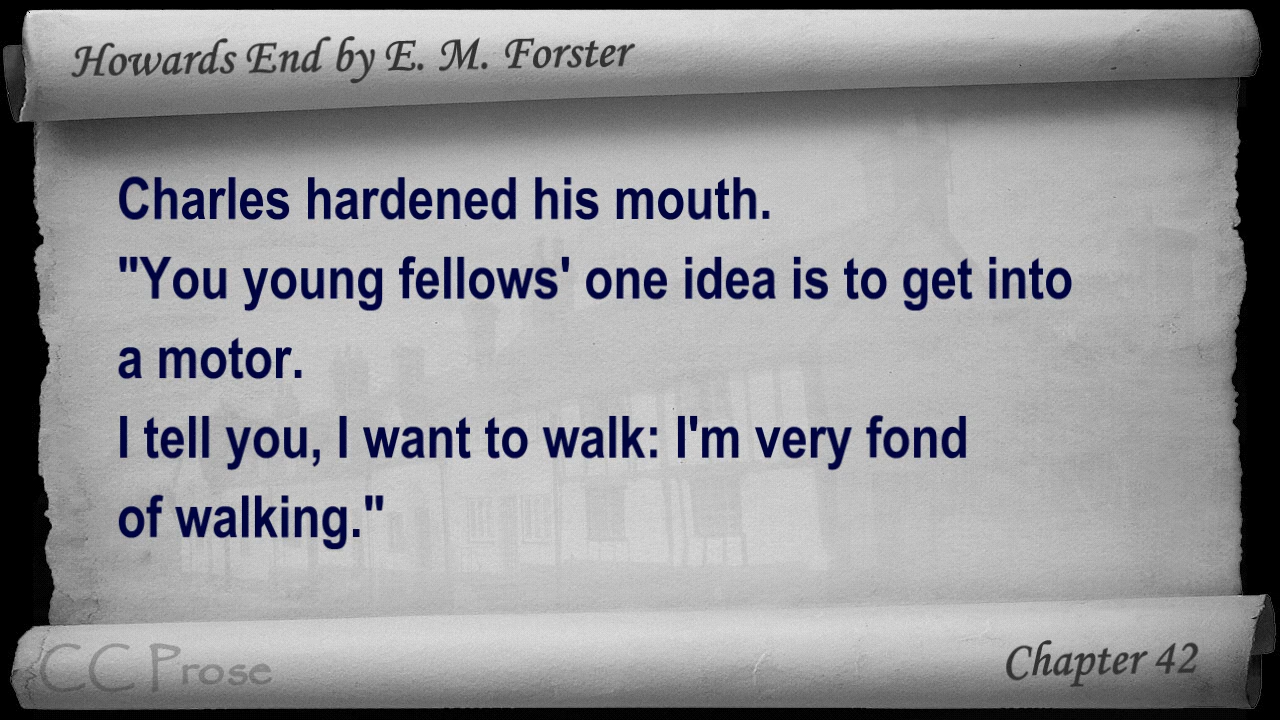 Howards End by E. M. Forster
Charles hardened his mouth.
"You young fellows' one idea is to get into
a motor.
I tell you, I want to walk: I'm very fond
of walking."
CC Prose
Chapter 42